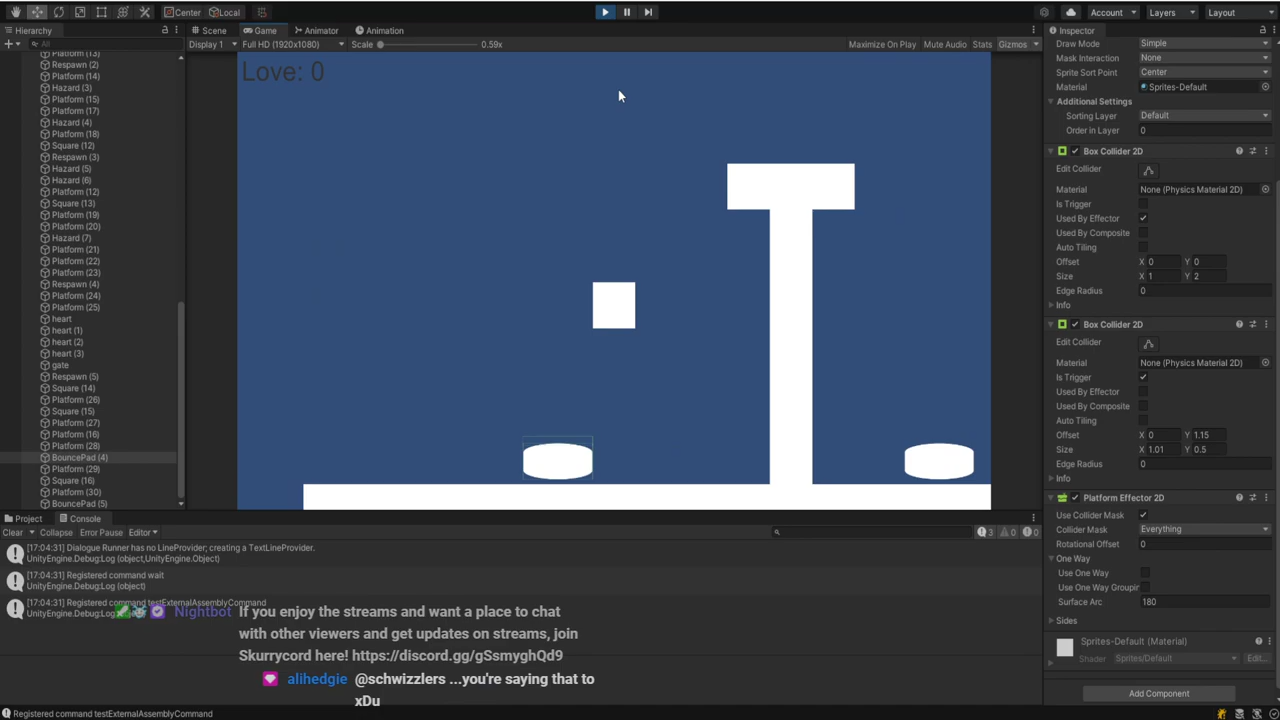 Center
Local
Account
Layers
Layout
Hierarchy
Scene
Game
Animator
Animation
Inspector
All
Display 1
Full HD (1920x1080)
Scale
0.59x
Maximize On Play
Mute Audio
Stats
Gizmos
Platform (13)
Respawn (2)
Platform (14)
Hazard (3)
Platform (15)
Platform (17)
Hazard (4)
Platform (18)
Square (12)
Respawn (3)
Hazard (5)
Hazard (6)
Platform (12)
Square (13)
Platform (19)
Platform (20)
Hazard (7)
Platform (21)
Platform (22)
Platform (23)
Respawn (4)
Platform (24)
Platform (25)
heart
heart (1)
heart (2)
heart (3)
gate
Respawn (5)
Square (14)
Platform (26)
Square (15)
Platform (27)
Platform (16)
Platform (28)
BouncePad (4)
Platform (29)
Square (16)
Platform (30)
BouncePad (5)
Love: 0
Draw Mode Simple
Mask Interaction None
Sprite Sort Point Center
Material Sprites-Default
Additional Settings
Sorting Layer Default
Order in Layer 0
Box Collider 2D
Edit Collider
Material None (Physics Material 2D)
Is Trigger
Used By Effector
Used By Composite
Auto Tiling
Offset X 0 Y 0
Size X 1 Y 2
Edge Radius 0
Info
Box Collider 2D
Edit Collider
Material None (Physics Material 2D)
Is Trigger
Used By Effector
Used By Composite
Auto Tiling
Offset X 0 Y 1.15
Size X 1.01 Y 0.5
Edge Radius 0
Info
Platform Effector 2D
Use Collider Mask
Collider Mask Everything
Rotational Offset 0
One Way
Use One Way
Use One Way Groupin
Surface Arc 180
Sides
Sprites-Default (Material)
Shader Sprites/Default Edit...
Add Component
Project
Console
Clear
Collapse
Error Pause
Editor
3
0
0
[17:04:31] Dialogue Runner has no LineProvider; creating a TextLineProvider.
UnityEngine.Debug:Log (object,UnityEngine.Object)
[17:04:31] Registered command wait
UnityEngine.Debug:Log (object)
[17:04:31] Registered command testExternalAssemblyCommand
Nightbot If you enjoy the streams and want a place to chat
with other viewers and get updates on streams, join
Skurrycord here! https://discord.gg/gSsmyghQd9
alihedgie @schwizzlers ...you're saying that to
xDu
Registered command testExternalAssemblyCommand